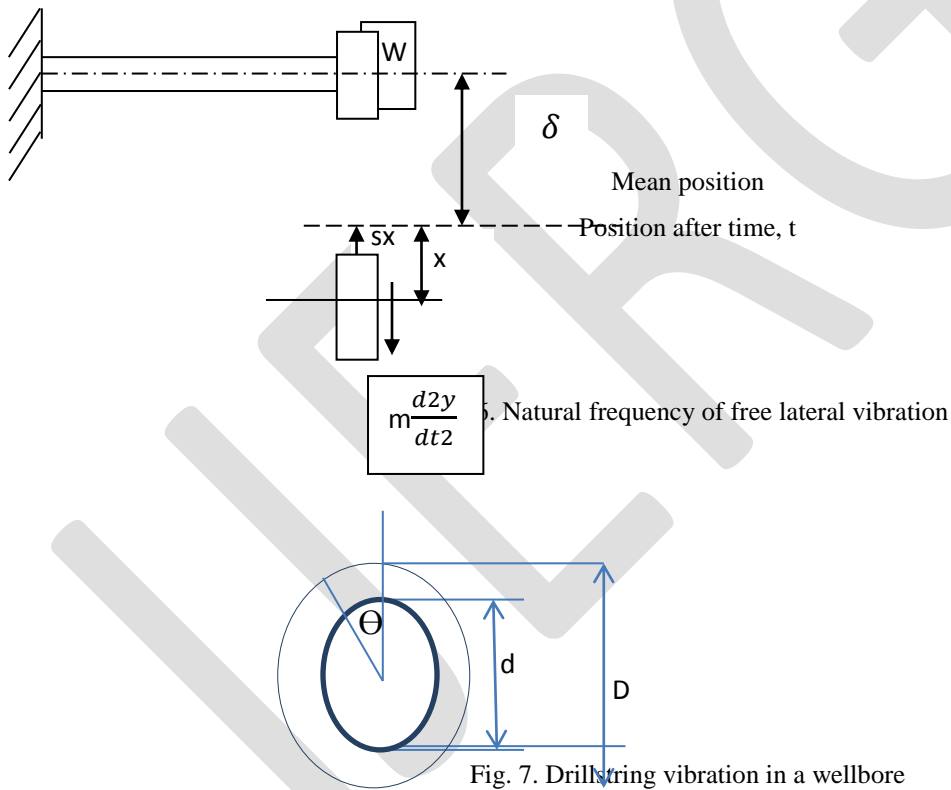 W
δ
Mean position
Position after time, t
sx
x
m d2y/dt2
6. Natural frequency of free lateral vibration
Θ
d
D
Fig. 7. Drillstring vibration in a wellbore